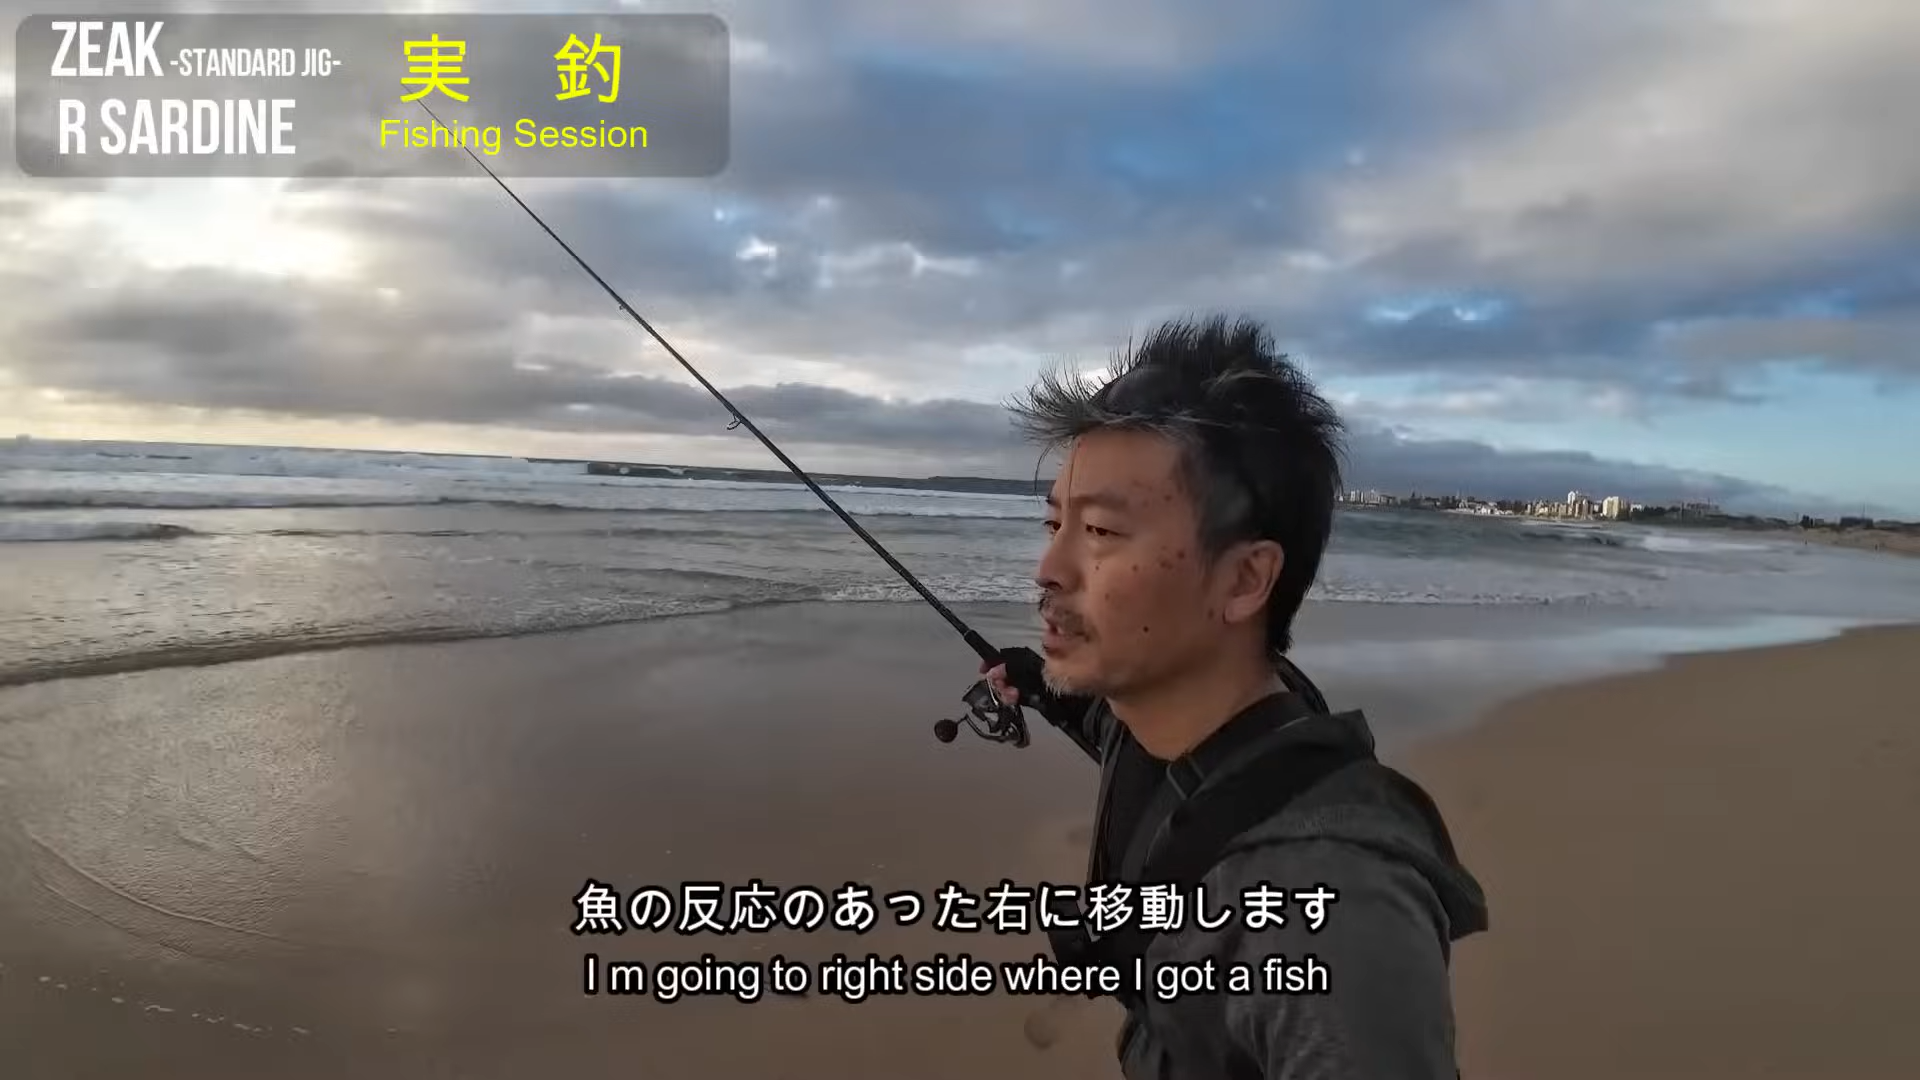 ZEAK -STANDARD JIG-
R SARDINE
実 釣
Fishing Session
魚の反応のあった右に移動します
I m going to right side where I got a fish